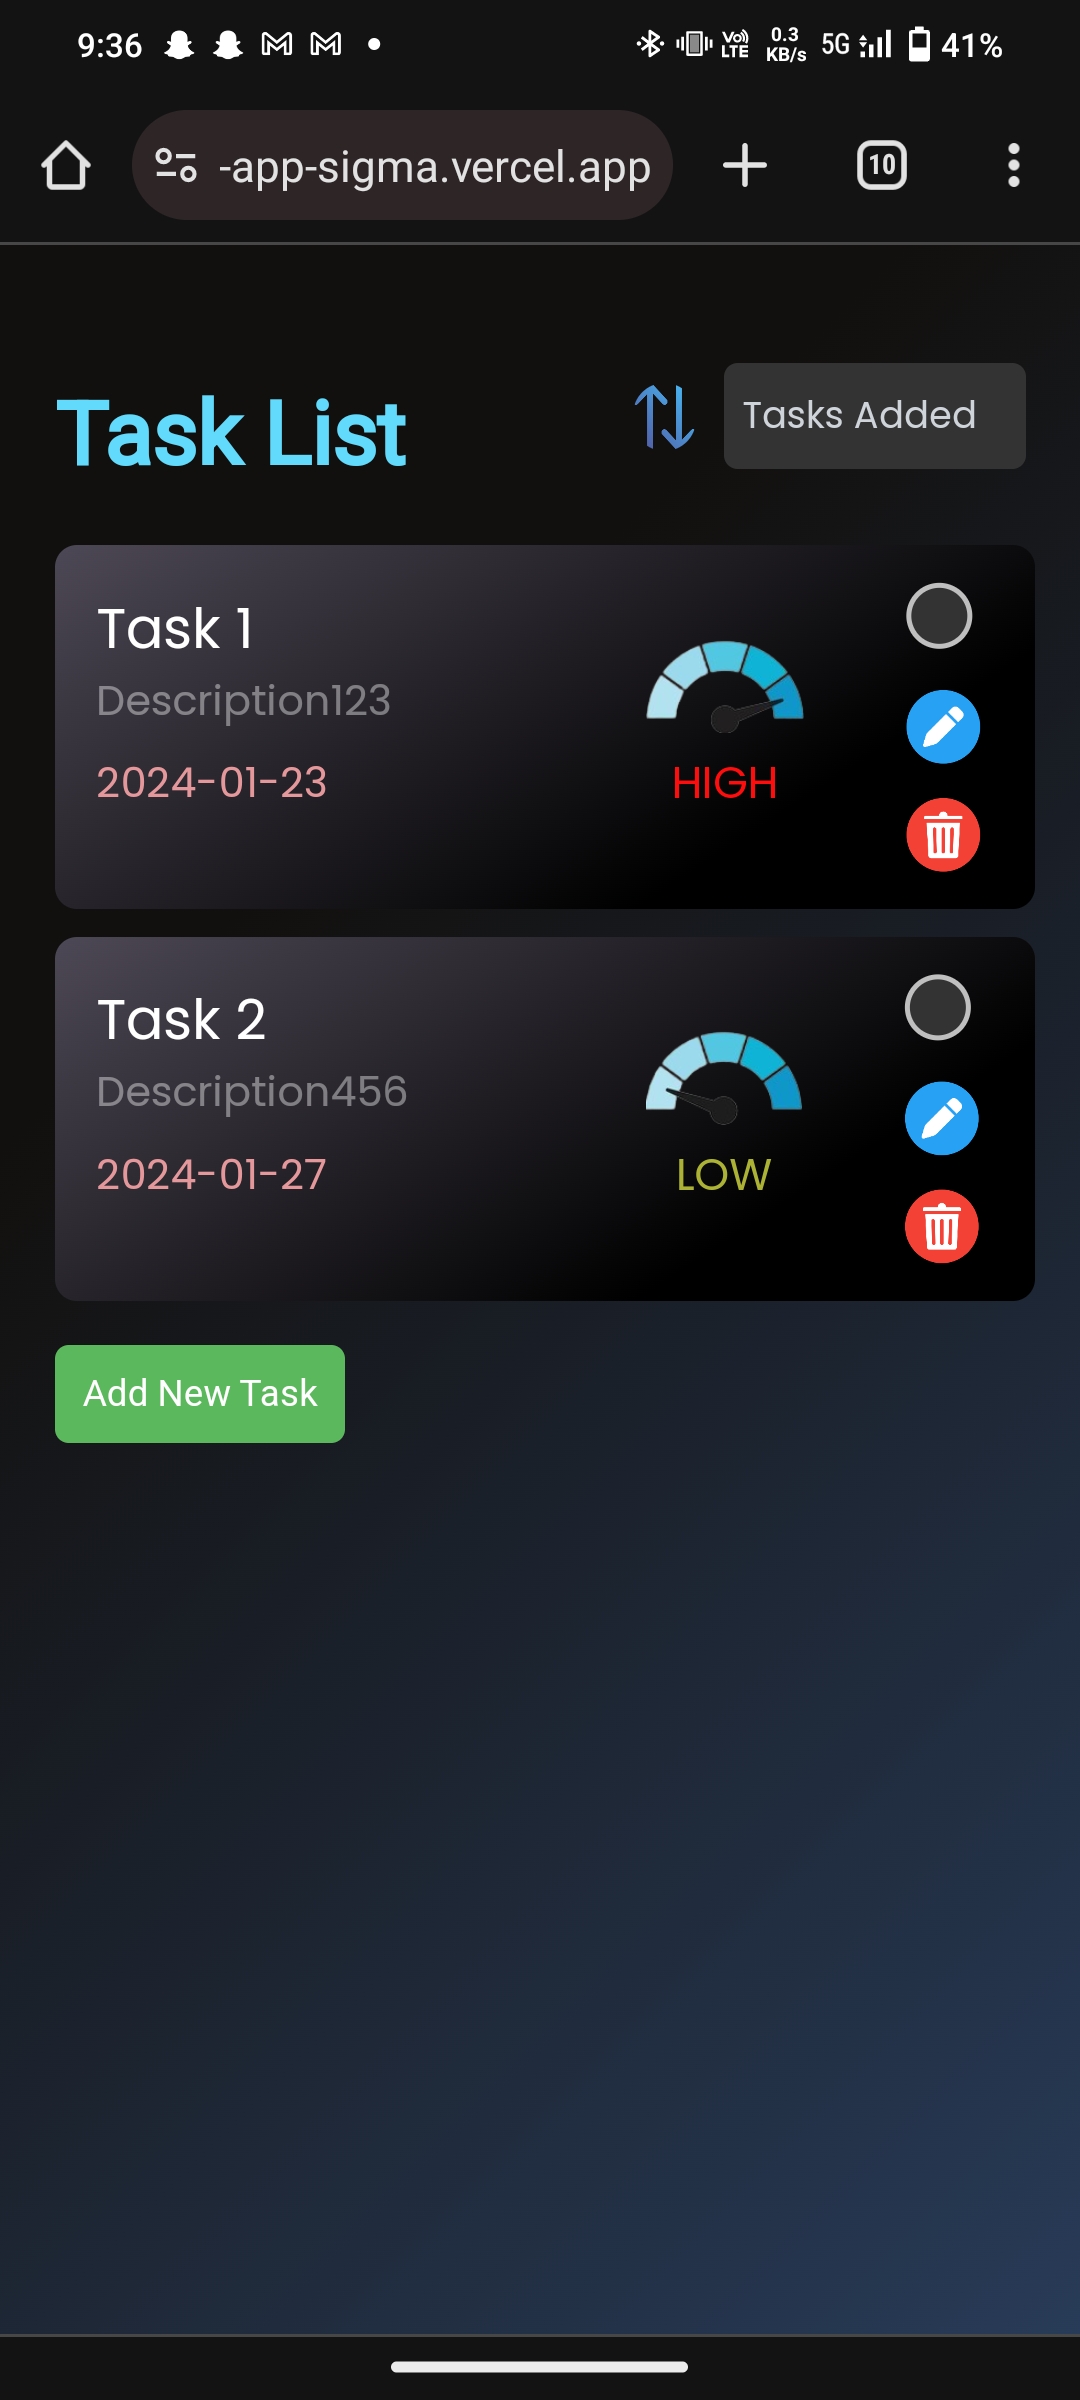 9:36
VoLTE 0.3 KB/s 5G 41%
-app-sigma.vercel.app
10
Task List
Tasks Added
Task 1
Description123
2024-01-23
HIGH
Task 2
Description456
2024-01-27
LOW
Add New Task